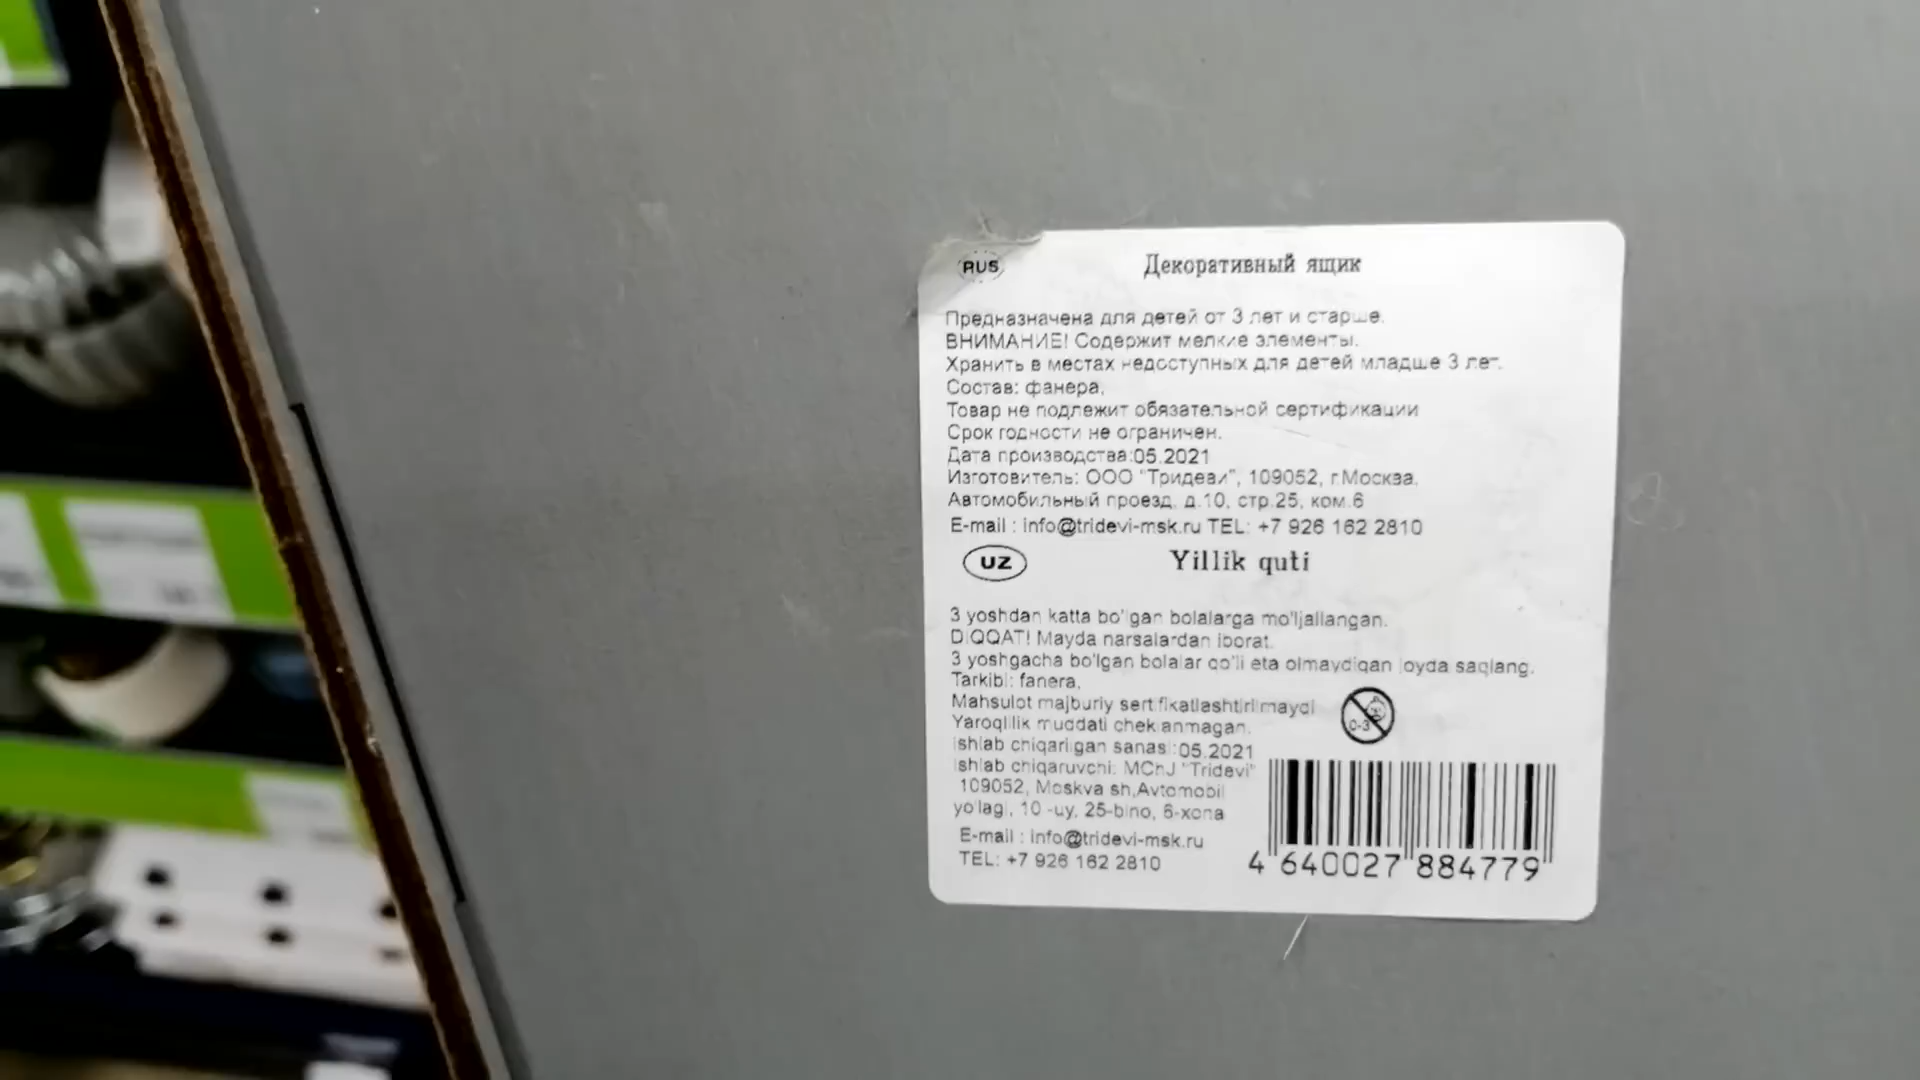 RUS
Декоративный ящик
Предназначена для детей от 3 лет и старше.
ВНИМАНИЕ! Содержит мелкие элементы.
Хранить в местах недоступных для детей младше 3 лет.
Состав: фанера,
Товар не подлежит обязательной сертификации
Срок годности не ограничен.
Дата производства:05.2021
Изготовитель: ООО "Тридеви", 109052, г.Москва,
Автомобильный проезд, д.10, стр.25, ком.6
E-mail : info@tridevi-msk.ru TEL: +7 926 162 2810
UZ
Yillik quti
3 yoshdan katta bo'lgan bolalarga mo'ljallangan.
DIQQAT! Mayda narsalardan iborat.
3 yoshgacha bo'lgan bolalar qo'li eta olmaydigan joyda saqlang.
Tarkibi: fanera,
Mahsulot majburiy sertifikatlashtirilmaydi
Yaroqlilik muddati cheklanmagan.
ishlab chiqarilgan sanasi:05.2021
ishlab chiqaruvchi: MChJ "Tridevi"
109052, Moskva sh,Avtomobil
yo'lagi, 10 -uy, 25-bino, 6-xona
E-mail : info@tridevi-msk.ru
TEL: +7 926 162 2810
0-3
4 640027 884779